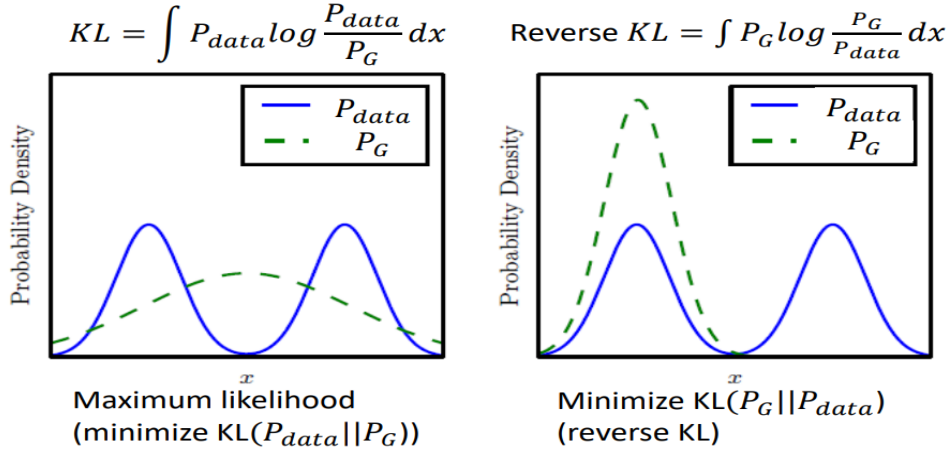 KL = ∫ P_data log P_data/P_G dx
Reverse KL = ∫ P_G log P_G/P_data dx
P_data
P_G
Probability Density
x
P_data
P_G
Probability Density
x
Maximum likelihood
(minimize KL(P_data||P_G))
Minimize KL(P_G||P_data)
(reverse KL)